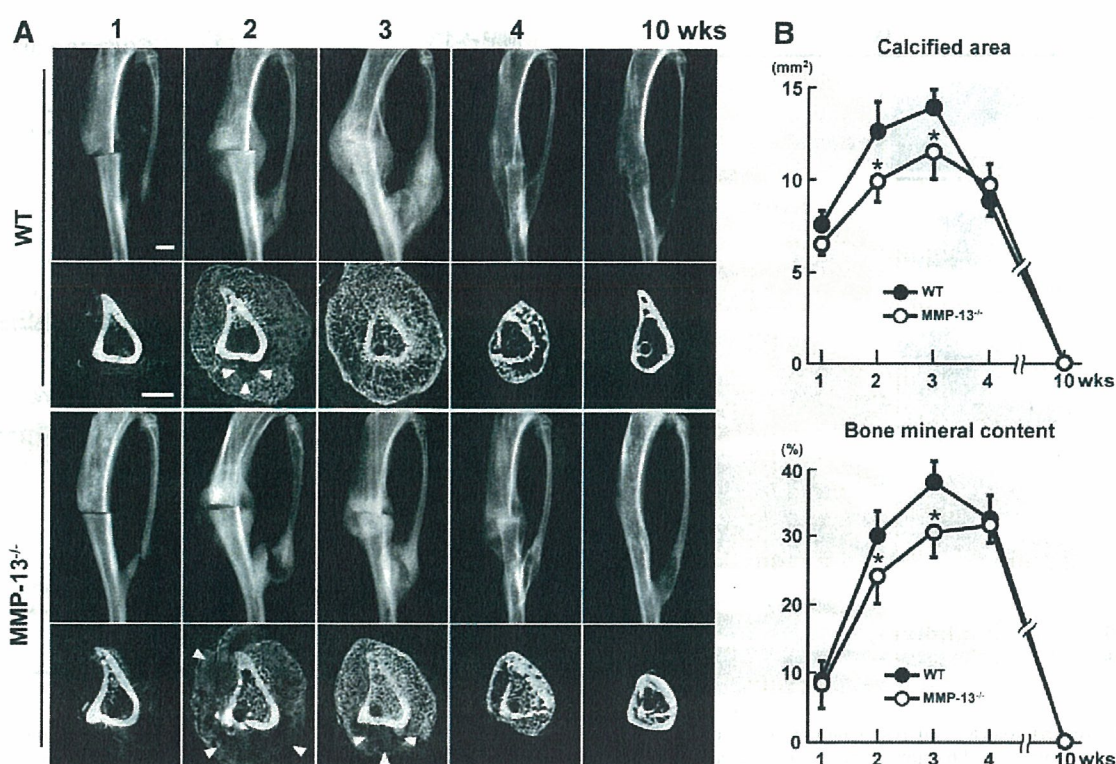 A
1 2 3 4 10 wks
WT
MMP-13-/-
B
Calcified area
(mm²)
15
10
5
0
WT
MMP-13-/-
1 2 3 4 10 wks
Bone mineral content
(%)
40
30
20
10
0
WT
MMP-13-/-
1 2 3 4 10 wks
* *
* *